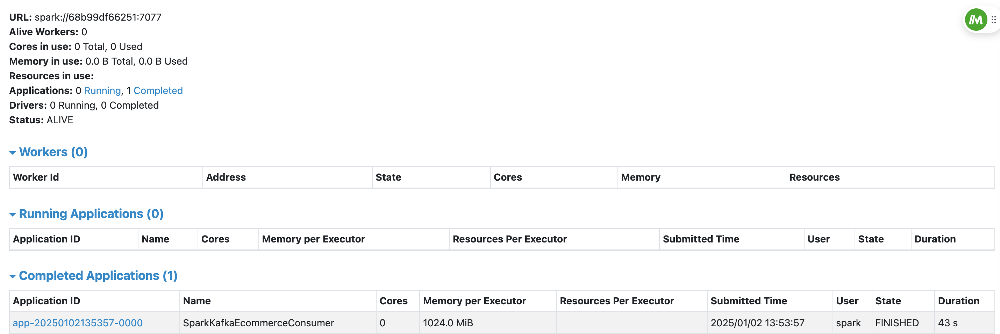 URL: spark://68b99df66251:7077
Alive Workers: 0
Cores in use: 0 Total, 0 Used
Memory in use: 0.0 B Total, 0.0 B Used
Resources in use:
Applications: 0 Running, 1 Completed
Drivers: 0 Running, 0 Completed
Status: ALIVE
Workers (0)
Worker Id Address State Cores Memory Resources
Running Applications (0)
Application ID Name Cores Memory per Executor Resources Per Executor Submitted Time User State Duration
Completed Applications (1)
Application ID Name Cores Memory per Executor Resources Per Executor Submitted Time User State Duration
app-20250102135357-0000 SparkKafkaEcommerceConsumer 0 1024.0 MiB 2025/01/02 13:53:57 spark FINISHED 43 s